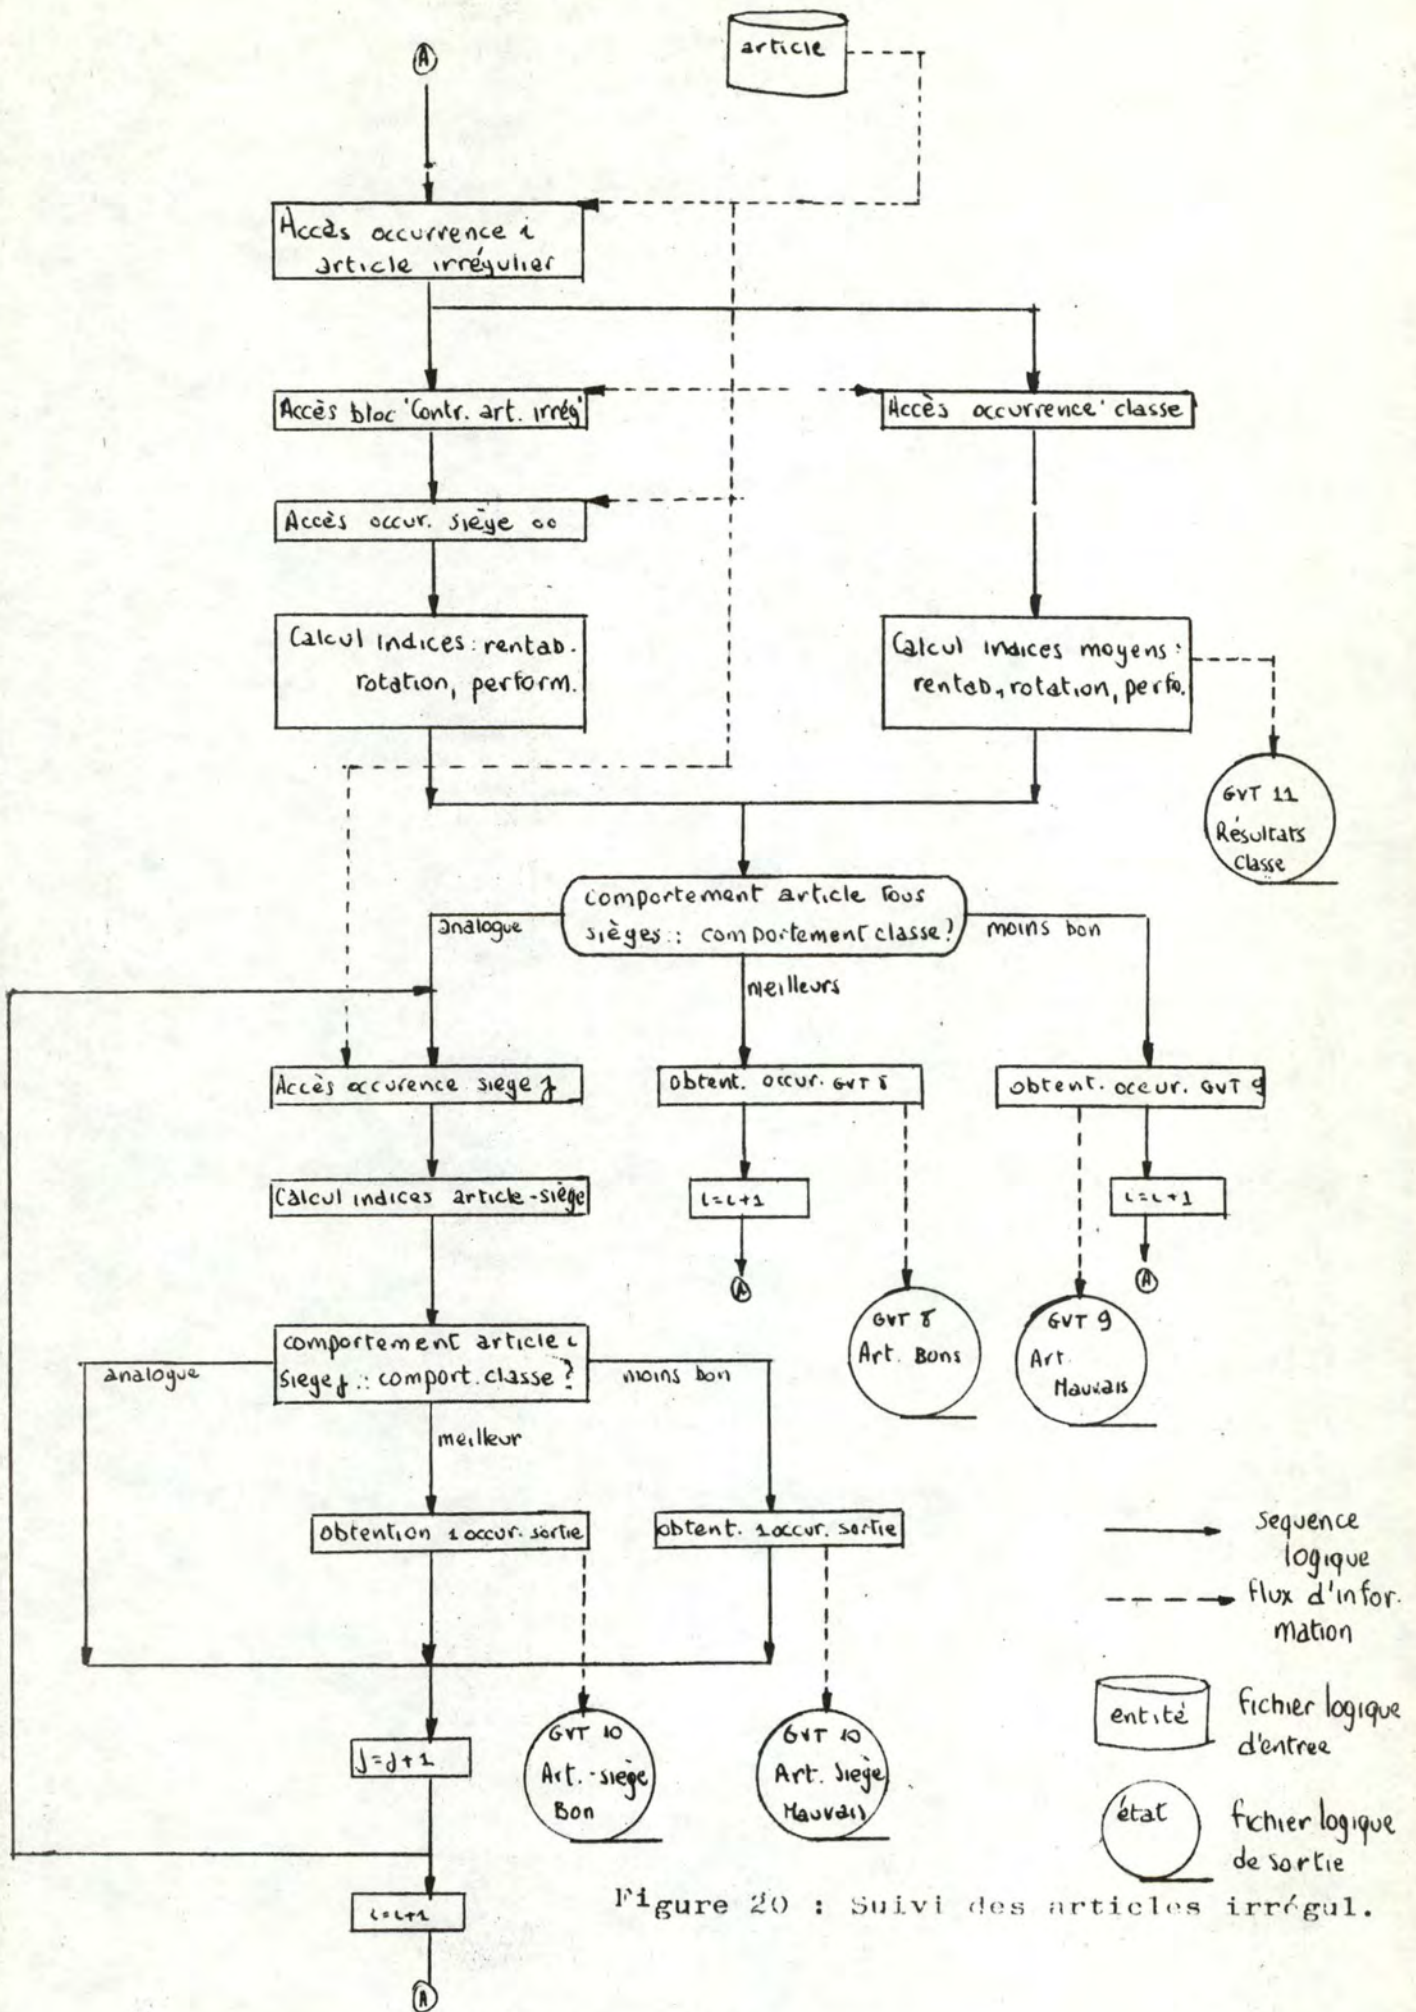 A
article
Accès occurrence i
article irrégulier
Accès bloc 'Contr. art. irrég'
Accès occurrence classe
Accès occur. siège 00
Calcul indices: rentab.
rotation, perform.
Calcul indices moyens:
rentab, rotation, perfo.
GVT 11
Résultats
Classe
comportement article tous
sièges :: comportement classe?
analogue
moins bon
meilleurs
Accès occurence siege j
obtent. occur. GVT 8
obtent. occur. GVT 9
Calcul indices article-siège
i=i+1
i=i+1
A
A
GVT 8
Art. Bons
GVT 9
Art.
Mauvais
comportement article i
siege j :: comport. classe?
analogue
moins bon
meilleur
obtention 1 occur. sortie
obtent. 1 occur. sortie
sequence
logique
flux d'infor-
mation
j=j+1
GVT 10
Art.-siège
Bon
GVT 10
Art. Siège
Mauvais
entité
fichier logique
d'entree
état
fichier logique
de sortie
i=i+1
Figure 20 : Suivi des articles irrégul.
A